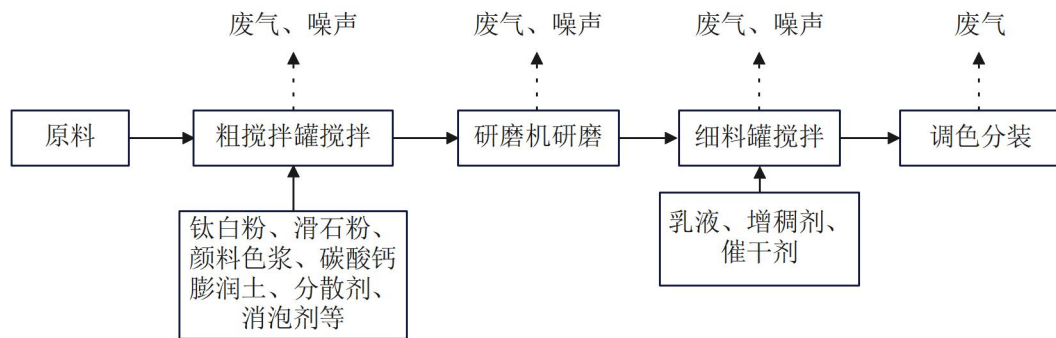 废气、噪声
废气、噪声
废气、噪声
废气
原料
粗搅拌罐搅拌
研磨机研磨
细料罐搅拌
调色分装
钛白粉、滑石粉、
颜料色浆、碳酸钙
膨润土、分散剂、
消泡剂等
乳液、增稠剂、
催干剂